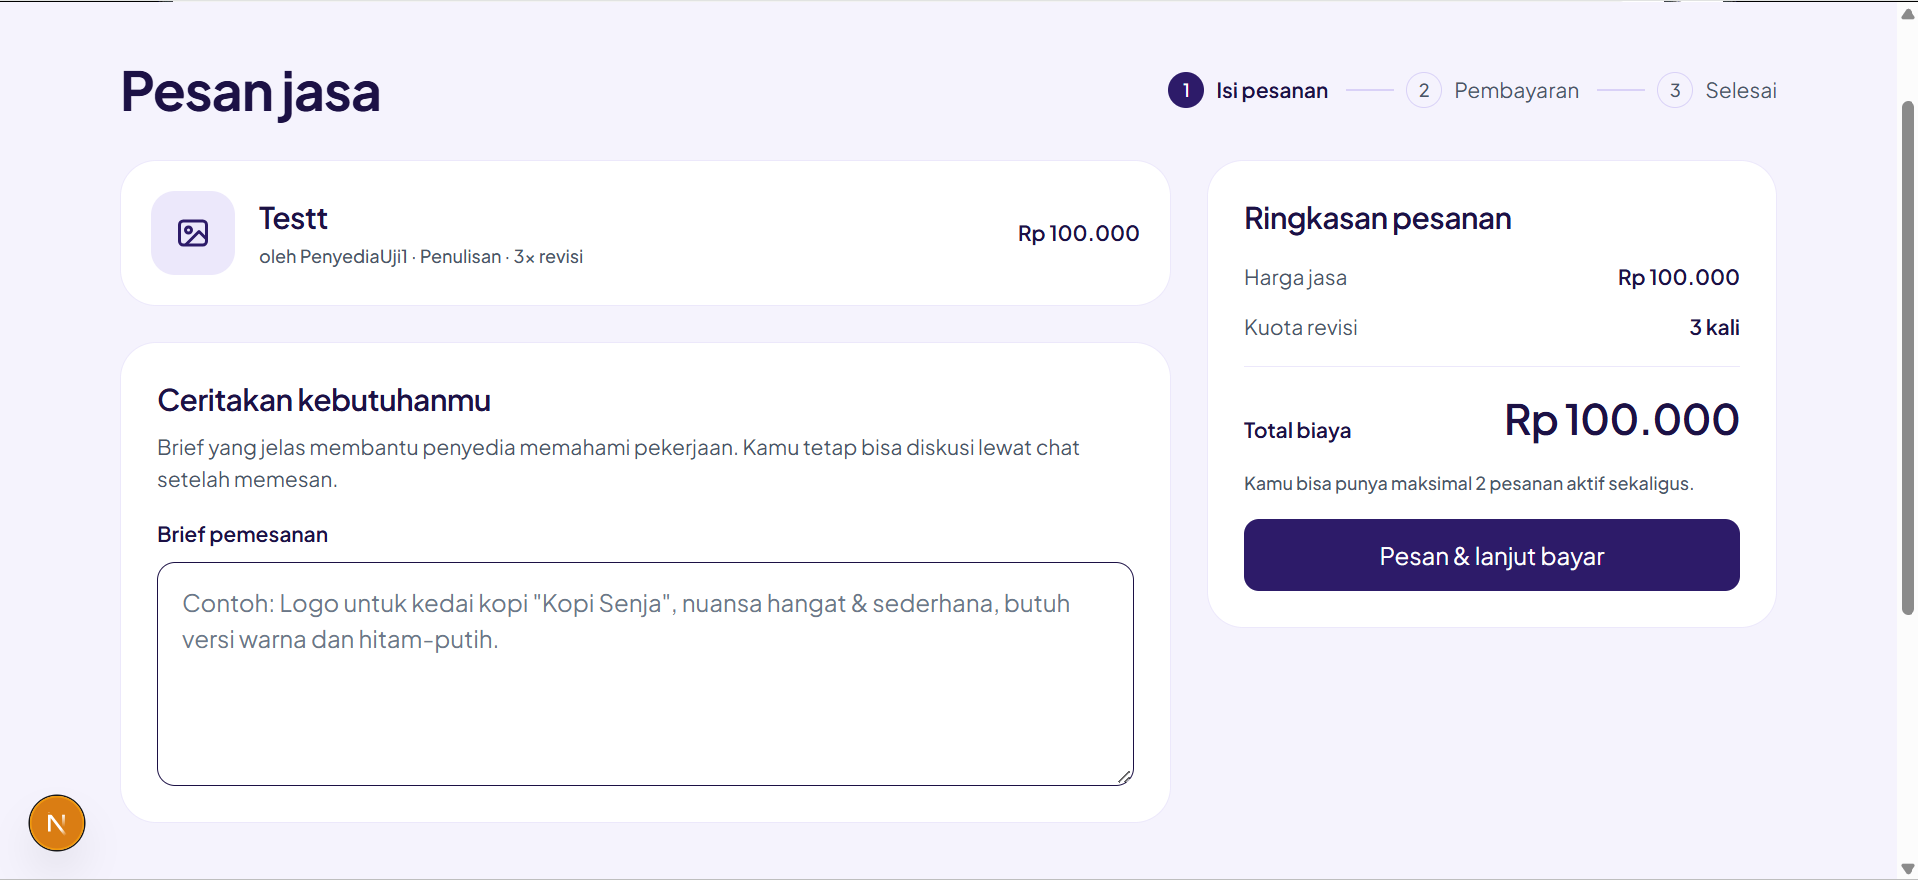 Pesan jasa
1 Isi pesanan
2 Pembayaran
3 Selesai
Testt
oleh PenyediaUji1 · Penulisan · 3× revisi
Rp 100.000
Ceritakan kebutuhanmu
Brief yang jelas membantu penyedia memahami pekerjaan. Kamu tetap bisa diskusi lewat chat
setelah memesan.
Brief pemesanan
Contoh: Logo untuk kedai kopi "Kopi Senja", nuansa hangat & sederhana, butuh
versi warna dan hitam-putih.
Ringkasan pesanan
Harga jasa Rp 100.000
Kuota revisi 3 kali
Total biaya Rp 100.000
Kamu bisa punya maksimal 2 pesanan aktif sekaligus.
Pesan & lanjut bayar
N